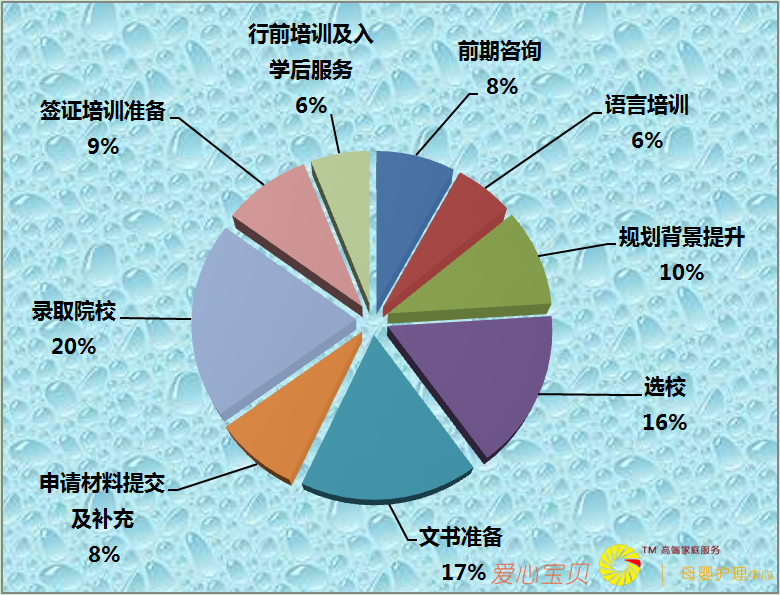 行前培训及入
学后服务
6%
前期咨询
8%
语言培训
6%
签证培训准备
9%
规划背景提升
10%
录取院校
20%
选校
16%
申请材料提交
及补充
8%
文书准备
17%
爱心宝贝
TM 高端家庭服务
母婴护理